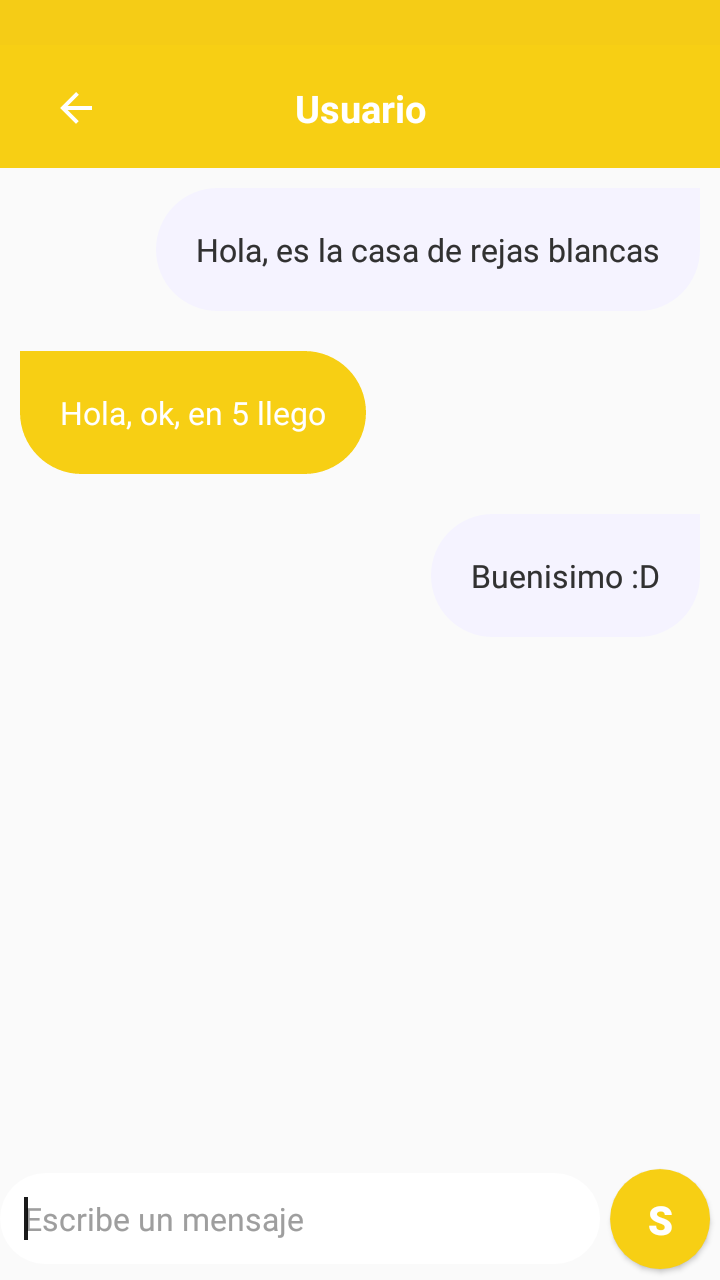 Usuario
Hola, es la casa de rejas blancas
Hola, ok, en 5 llego
Buenisimo :D
Escribe un mensaje
S